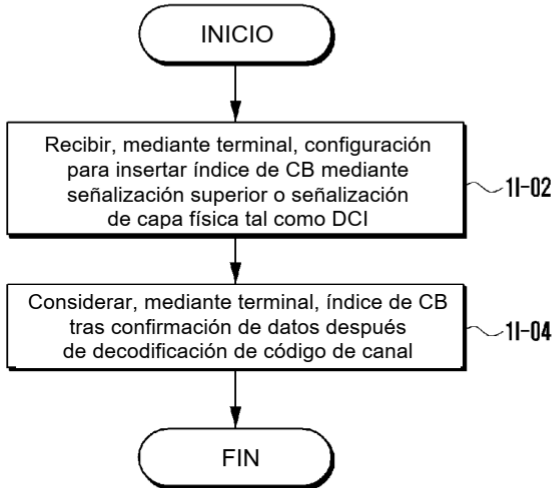 INICIO
Recibir, mediante terminal, configuración
para insertar índice de CB mediante
señalización superior o señalización
de capa física tal como DCI
1I-02
Considerar, mediante terminal, índice de CB
tras confirmación de datos después
de decodificación de código de canal
1I-04
FIN